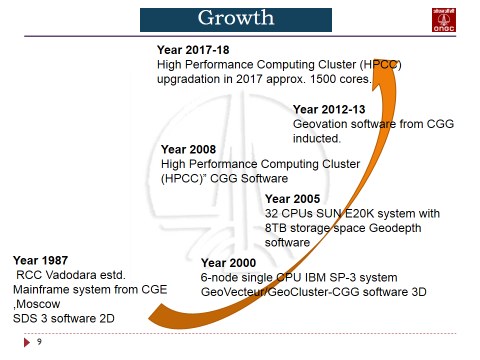 Growth
ओएनजीसी
ONGC
Year 2017-18
High Performance Computing Cluster (HPCC)
upgradation in 2017 approx. 1500 cores.
Year 2012-13
Geovation software from CGG
inducted.
Year 2008
High Performance Computing Cluster
(HPCC)” CGG Software
Year 2005
32 CPUs SUN E20K system with
8TB storage space Geodepth
software
Year 2000
6-node single CPU IBM SP-3 system
GeoVecteur/GeoCluster-CGG software 3D
Year 1987
RCC Vadodara estd.
Mainframe system from CGE
,Moscow
SDS 3 software 2D
9